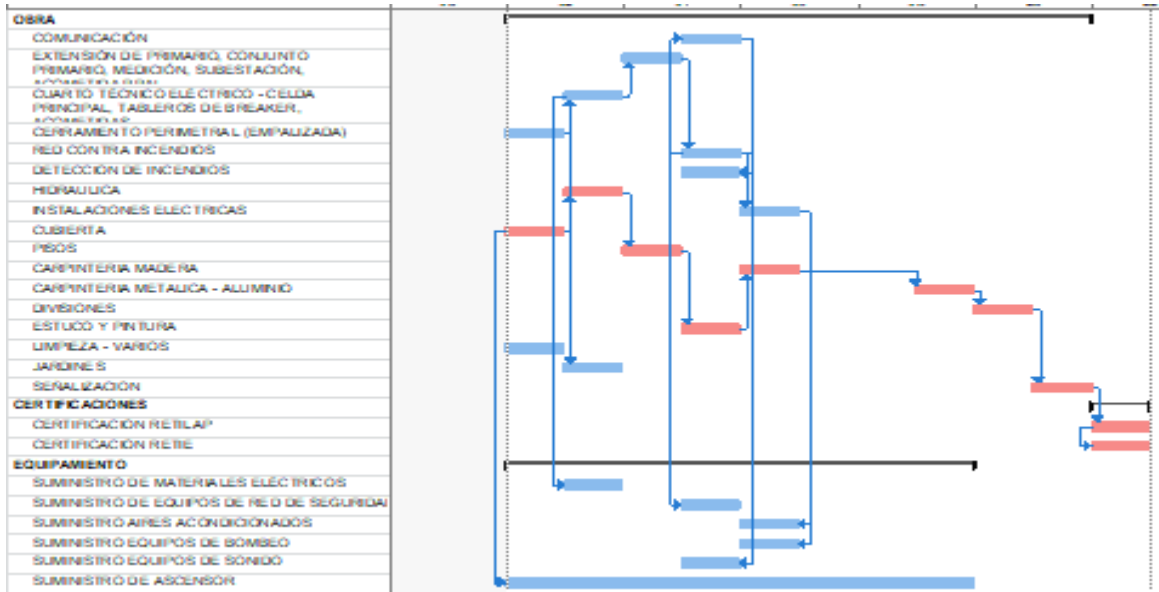 OBRA
COMUNICACIÓN
EXTENSIÓN DE PRIMARIO, CONJUNTO
PRIMARIO, MEDICIÓN, SUBESTACIÓN,
CUARTO TÉCNICO ELÉCTRICO - CELDA
PRINCIPAL, TABLEROS DE BREAKER,
CERRAMIENTO PERIMETRAL (EMPALIZADA)
RED CONTRA INCENDIOS
DETECCIÓN DE INCENDIOS
HIDRAULICA
INSTALACIONES ELECTRICAS
CUBIERTA
PISOS
CARPINTERIA MADERA
CARPINTERIA METALICA - ALUMINIO
DIVISIONES
ESTUCO Y PINTURA
LIMPIEZA - VARIOS
JARDINES
SEÑALIZACIÓN
CERTIFICACIONES
CERTIFICACIÓN RETILAP
CERTIFICACIÓN RETIE
EQUIPAMIENTO
SUMINISTRO DE MATERIALES ELÉCTRICOS
SUMINISTRO DE EQUIPOS DE RED DE SEGURIDAD
SUMINISTRO AIRES ACONDICIONADOS
SUMINISTRO EQUIPOS DE BOMBEO
SUMINISTRO EQUIPOS DE SONIDO
SUMINISTRO DE ASCENSOR